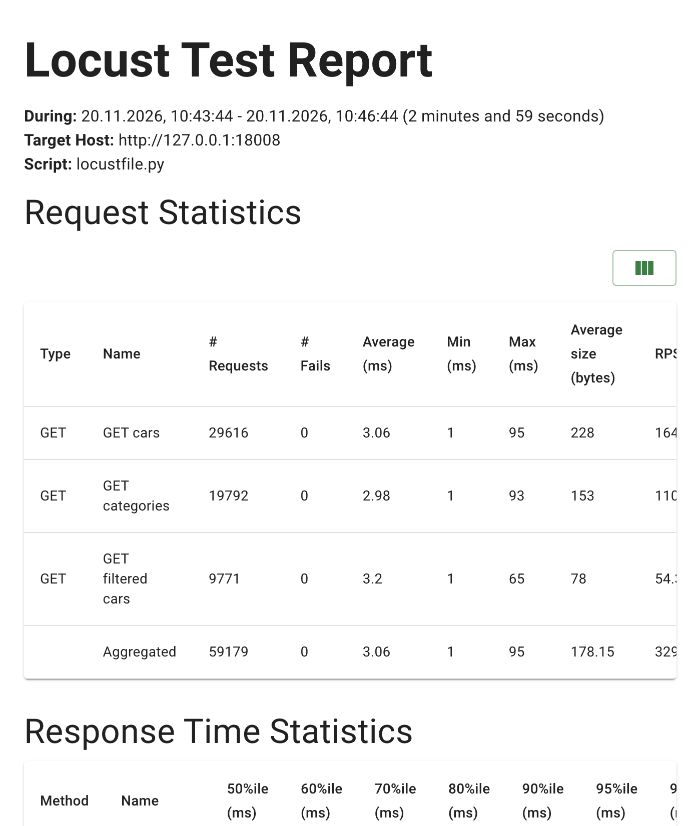 Locust Test Report
During: 20.11.2026, 10:43:44 - 20.11.2026, 10:46:44 (2 minutes and 59 seconds)
Target Host: http://127.0.0.1:18008
Script: locustfile.py
Request Statistics
Type Name # Requests # Fails Average (ms) Min (ms) Max (ms) Average size (bytes)
GET GET cars 29616 0 3.06 1 95 228 164
GET GET categories 19792 0 2.98 1 93 153 110
GET GET filtered cars 9771 0 3.2 1 65 78 54.
Aggregated 59179 0 3.06 1 95 178.15 329
Response Time Statistics
Method Name 50%ile (ms) 60%ile (ms) 70%ile (ms) 80%ile (ms) 90%ile (ms) 95%ile (ms)